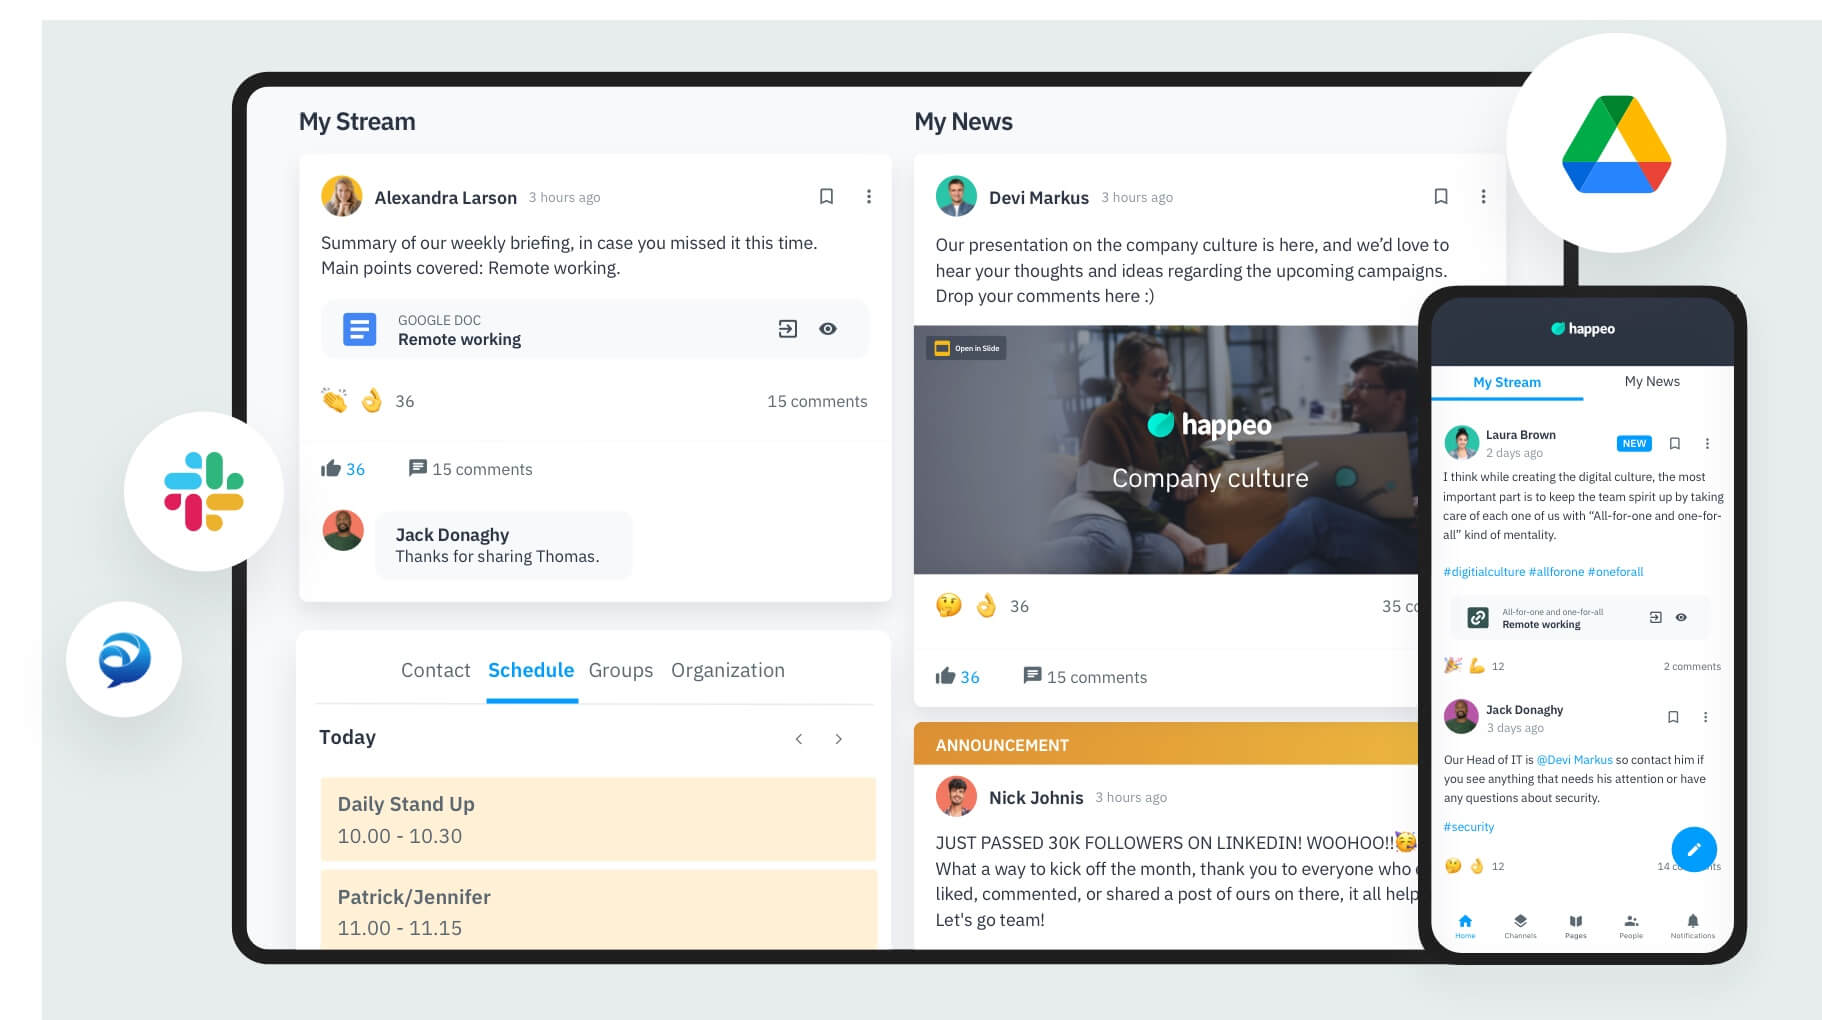 My Stream
Alexandra Larson 3 hours ago
Summary of our weekly briefing, in case you missed it this time.
Main points covered: Remote working.
GOOGLE DOC
Remote working
36
15 comments
36
15 comments
Jack Donaghy
Thanks for sharing Thomas.
Contact Schedule Groups Organization
Today
Daily Stand Up
10.00 - 10.30
Patrick/Jennifer
11.00 - 11.15
My News
Devi Markus 3 hours ago
Our presentation on the company culture is here, and we’d love to
hear your thoughts and ideas regarding the upcoming campaigns.
Drop your comments here :)
Open in Slide
happeo
Company culture
36
35
36
15 comments
ANNOUNCEMENT
Nick Johnis 3 hours ago
JUST PASSED 30K FOLLOWERS ON LINKEDIN! WOOHOO!!🥳
What a way to kick off the month, thank you to everyone who
liked, commented, or shared a post of ours on there, it all help
Let's go team!
happeo
My Stream My News
Laura Brown
2 days ago
NEW
I think while creating the digital culture, the most
important part is to keep the team spirit up by taking
care of each one of us with “All-for-one and one-for-
all” kind of mentality.
#digitialculture #allforone #oneforall
All-for-one and one-for-all
Remote working
12
2 comments
Jack Donaghy
3 days ago
Our Head of IT is @Devi Markus so contact him if
you see anything that needs his attention or have
any questions about security.
#security
12
14
Home Channels Pages People Notifications